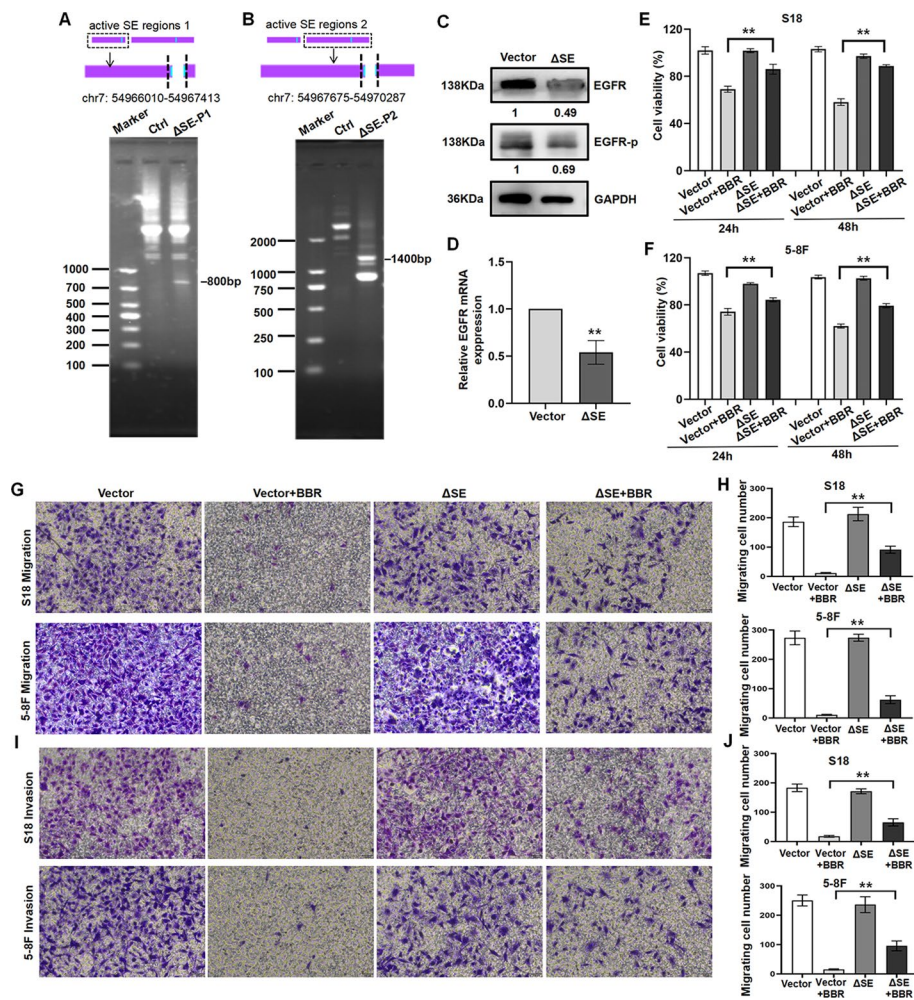 A
active SE regions 1
chr7: 54966010-54967413
Marker
Ctrl
ΔSE-P1
1000
700
500
400
300
200
100
–800bp
B
active SE regions 2
chr7: 54967675-54970287
Marker
Ctrl
ΔSE-P2
2000
1000
750
500
250
100
–1400bp
C
Vector ΔSE
138KDa EGFR
1 0.49
138KDa EGFR-p
1 0.69
36KDa GAPDH
D
Relative EGFR mRNA
exppression
1.0
0.5
0.0
**
Vector ΔSE
E
S18
Cell viability (%)
120
100
80
60
40
20
0
** **
Vector
Vector+BBR
ΔSE
ΔSE+BBR
Vector
Vector+BBR
ΔSE
ΔSE+BBR
24h 48h
F
5-8F
Cell viability (%)
120
80
40
0
** **
Vector
Vector+BBR
ΔSE
ΔSE+BBR
Vector
Vector+BBR
ΔSE
ΔSE+BBR
24h 48h
G
Vector Vector+BBR ΔSE ΔSE+BBR
S18 Migration
5-8F Migration
H
S18
Migrating cell number
300
200
100
0
**
Vector Vector ΔSE ΔSE
+BBR +BBR
5-8F
Migrating cell number
300
200
100
0
**
Vector Vector ΔSE ΔSE
+BBR +BBR
I
S18 Invasion
5-8F Invasion
J
S18
Migrating cell number
300
200
100
0
**
Vector Vector ΔSE ΔSE
+BBR +BBR
5-8F
Migrating cell number
300
200
100
0
**
Vector Vector ΔSE ΔSE
+BBR +BBR